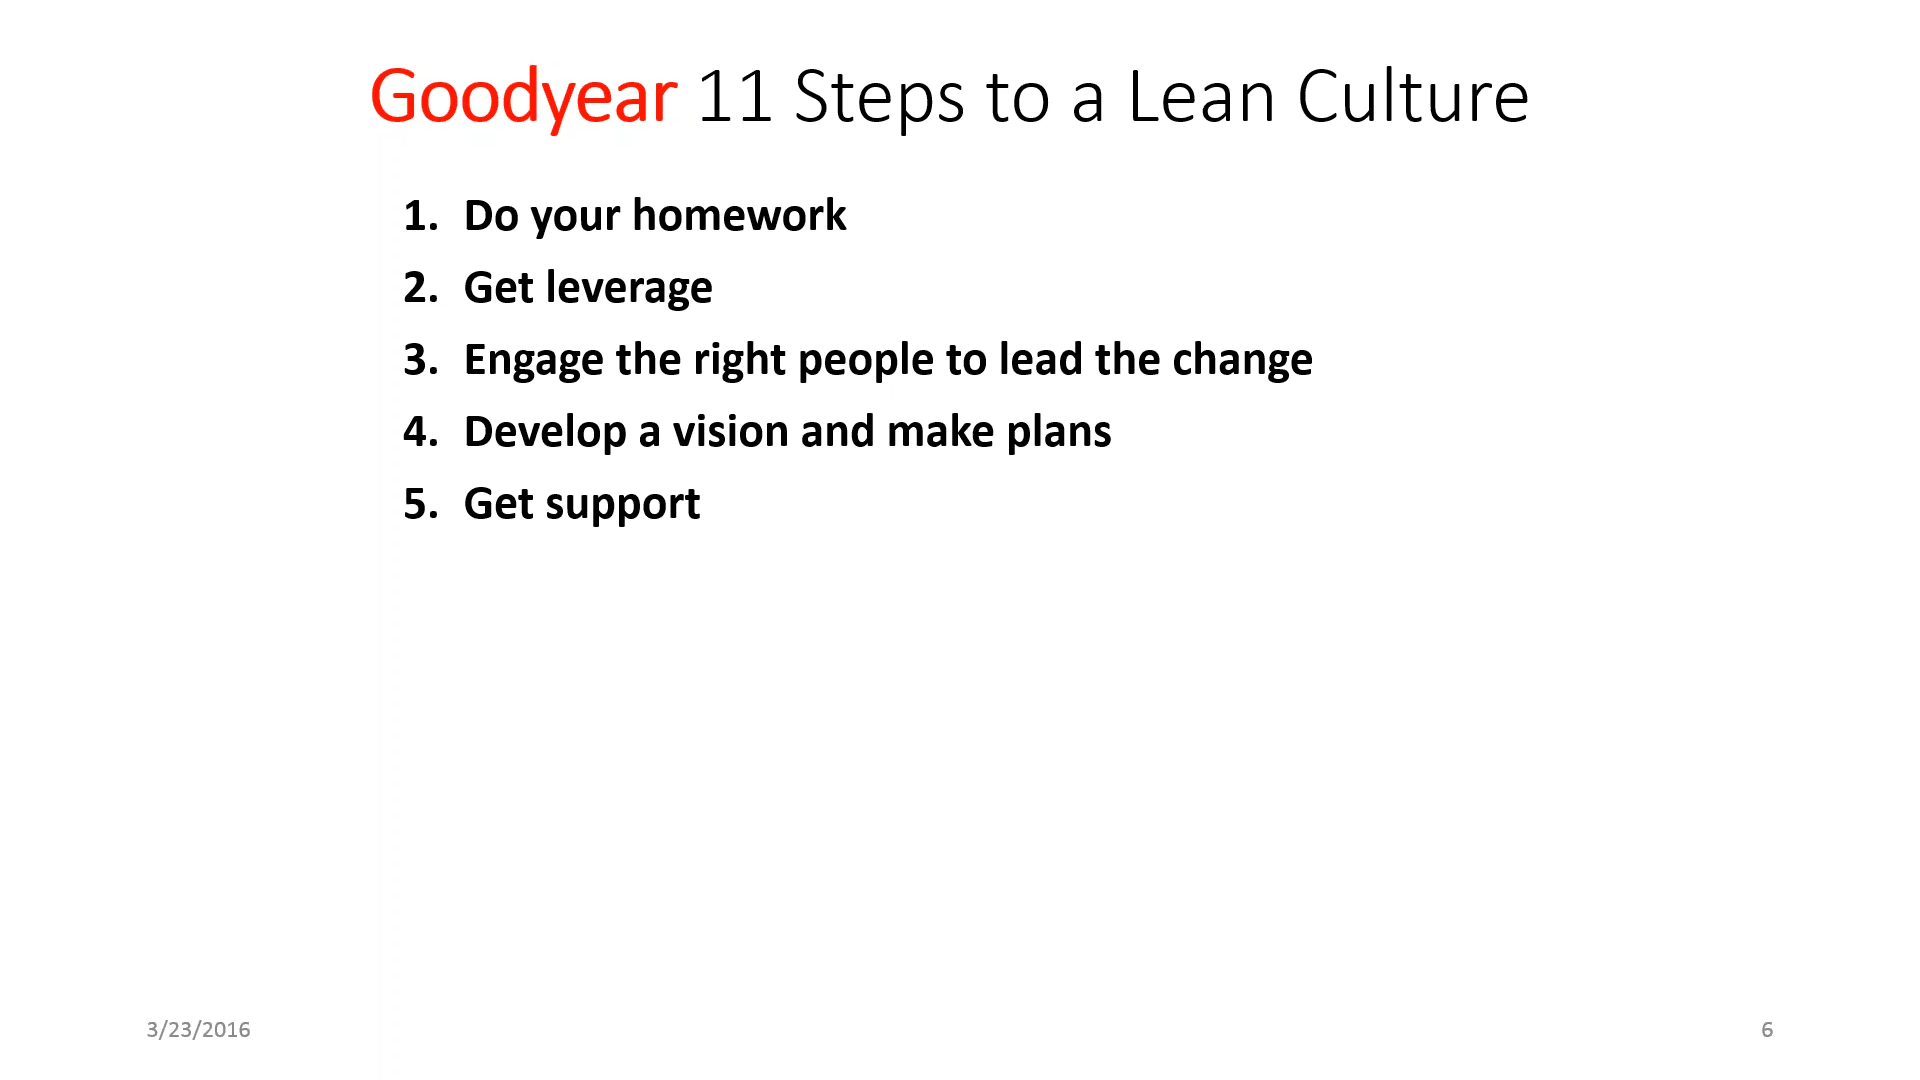 Goodyear 11 Steps to a Lean Culture
1. Do your homework
2. Get leverage
3. Engage the right people to lead the change
4. Develop a vision and make plans
5. Get support
3/23/2016
6